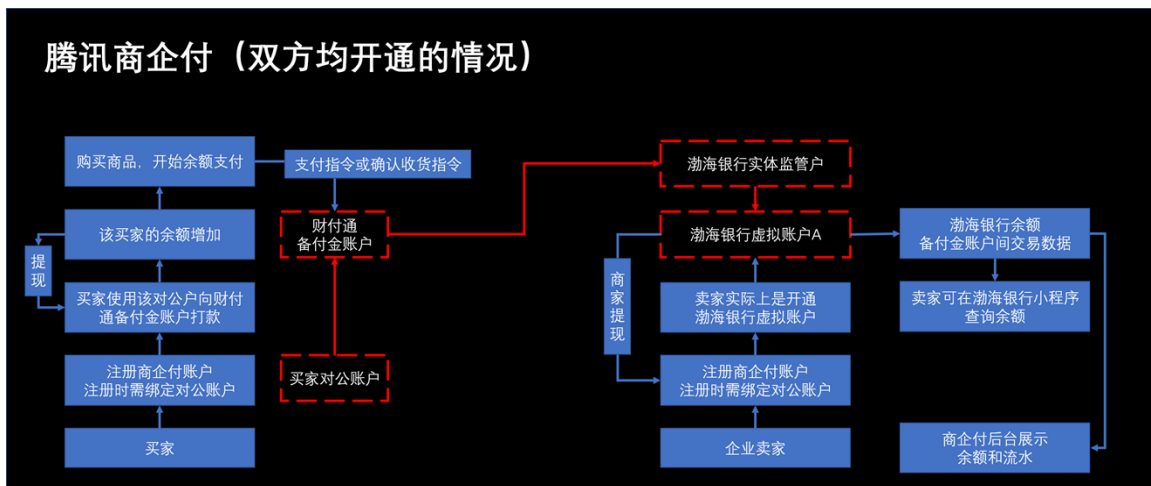 腾讯商企付（双方均开通的情况）
购买商品，开始余额支付
支付指令或确认收货指令
渤海银行实体监管户
该买家的余额增加
财付通
备付金账户
渤海银行虚拟账户A
渤海银行余额
备付金账户间交易数据
提现
买家使用该对公户向财付
通备付金账户打款
商家提现
卖家实际上是开通
渤海银行虚拟账户
卖家可在渤海银行小程序
查询余额
注册商企付账户
注册时需绑定对公账户
买家对公账户
注册商企付账户
注册时需绑定对公账户
买家
企业卖家
商企付后台展示
余额和流水